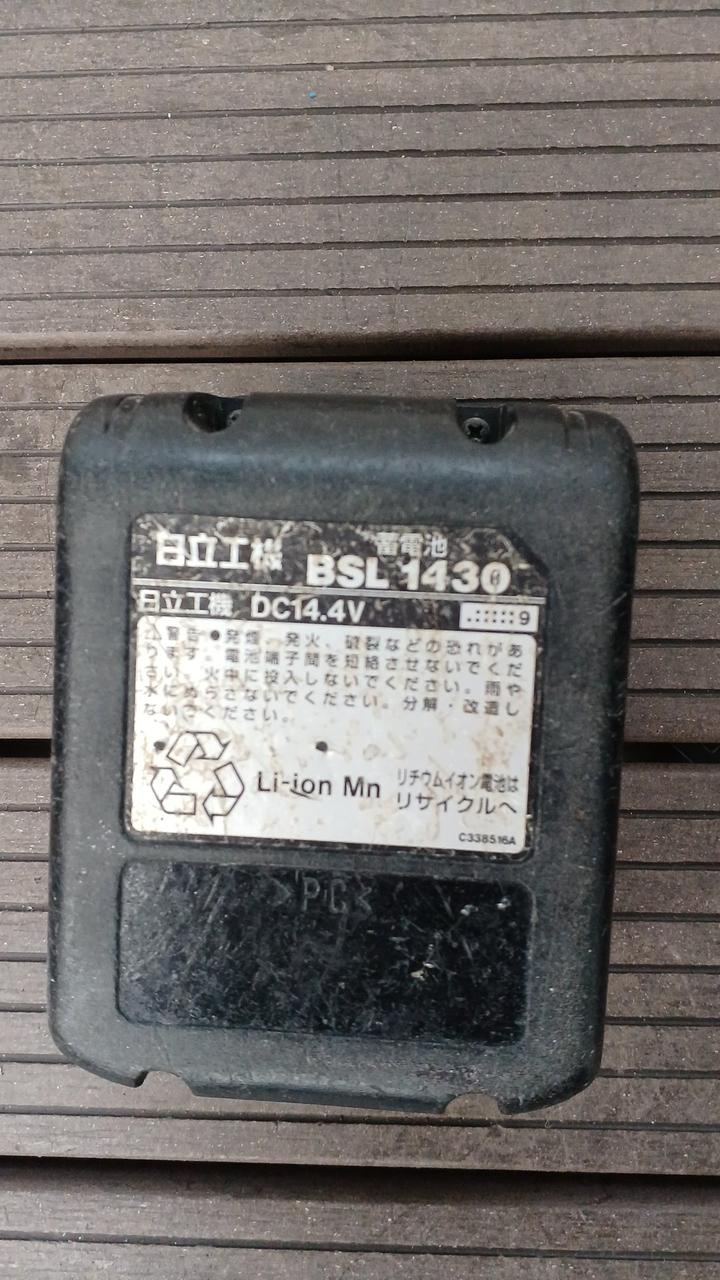 日立工機 蓄電池
BSL 1430
日立工機 DC14.4V .::::::9
⚠警告●発煙、発火、破裂などの恐れがあ
ります。電池端子間を短絡させないでくだ
さい。火中に投入しないでください。雨や
水にぬらさないでください。分解・改造し
ないでください。
Li-ion Mn
リチウムイオン電池は
リサイクルへ
C338516A
>PC<